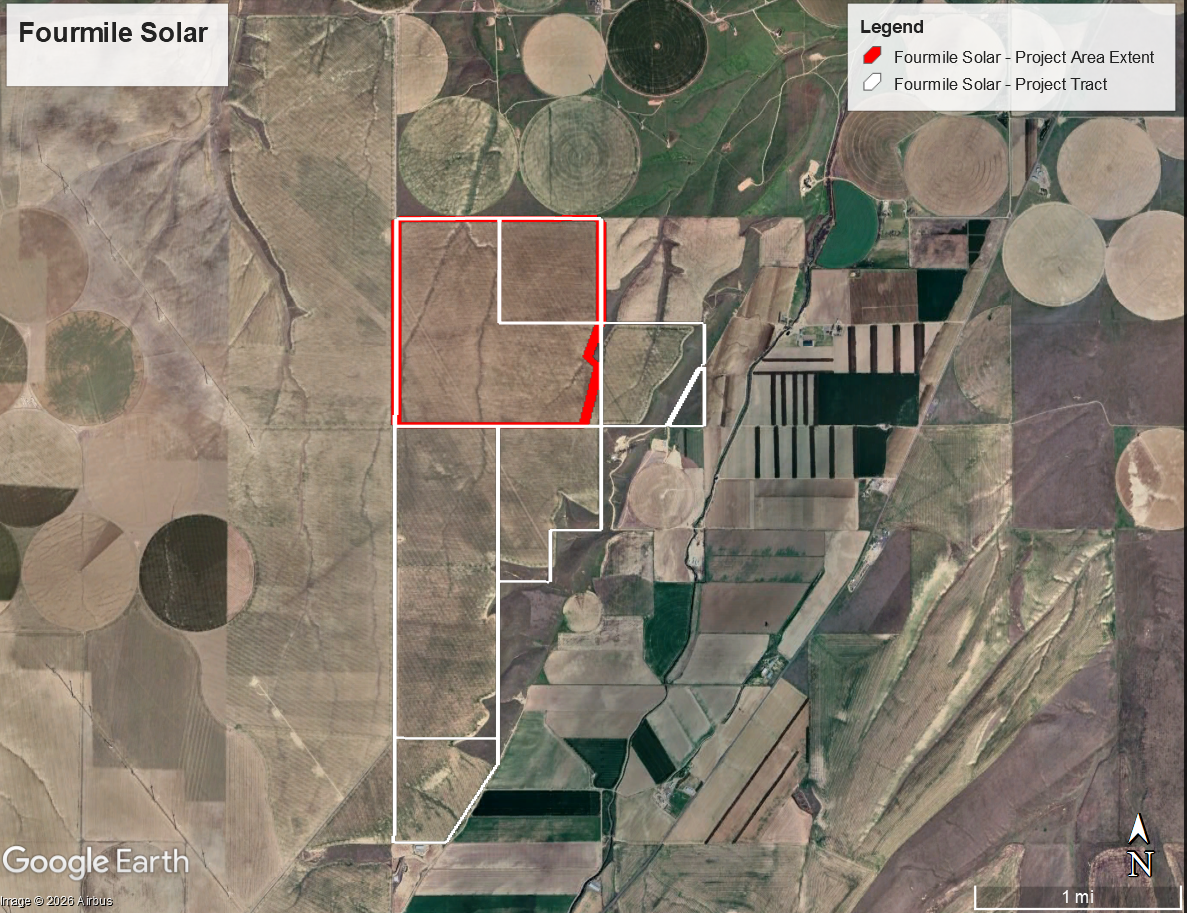 Fourmile Solar
Legend
Fourmile Solar - Project Area Extent
Fourmile Solar - Project Tract
Google Earth
N
Image © 2026 Airbus
1 mi